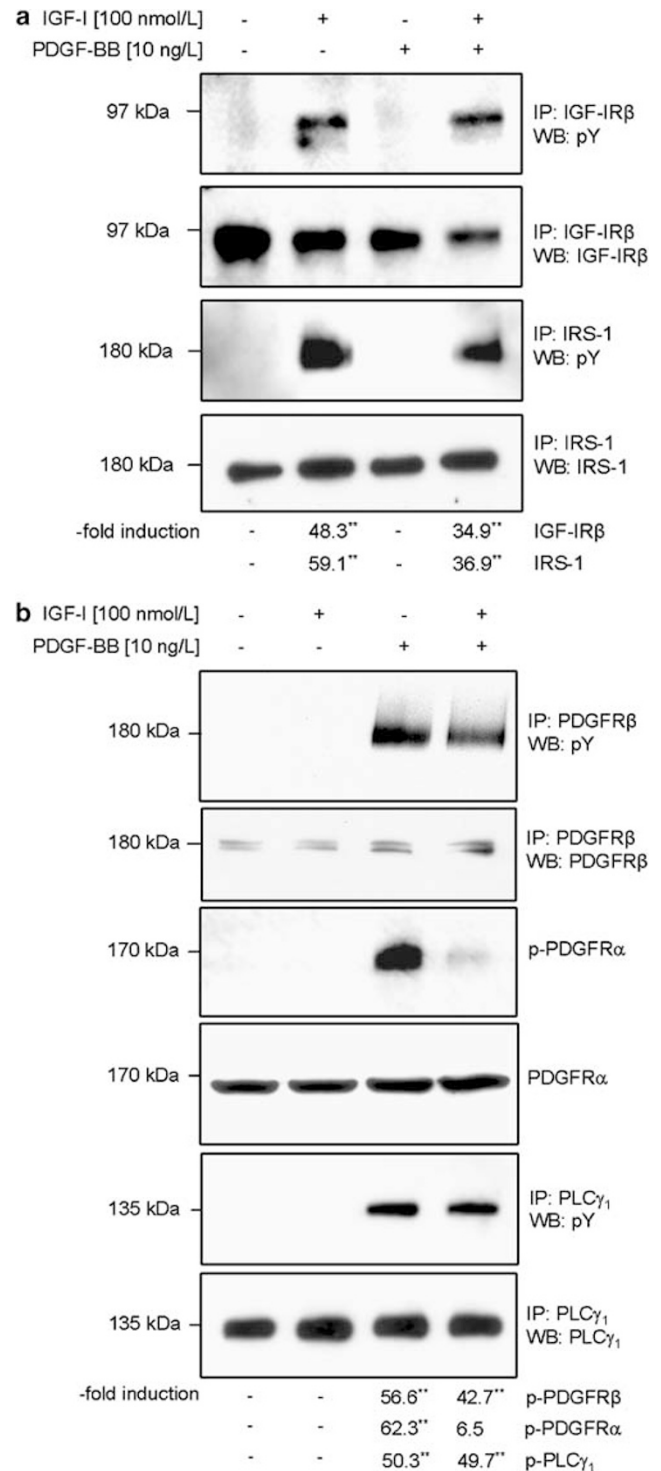 a IGF-I [100 nmol/L] - + - +
PDGF-BB [10 ng/L] - - + +
97 kDa
IP: IGF-IRβ
WB: pY
97 kDa
IP: IGF-IRβ
WB: IGF-IRβ
180 kDa
IP: IRS-1
WB: pY
180 kDa
IP: IRS-1
WB: IRS-1
-fold induction - 48.3** - 34.9** IGF-IRβ
- 59.1** - 36.9** IRS-1
b IGF-I [100 nmol/L] - + - +
PDGF-BB [10 ng/L] - - + +
180 kDa
IP: PDGFRβ
WB: pY
180 kDa
IP: PDGFRβ
WB: PDGFRβ
170 kDa
p-PDGFRα
170 kDa
PDGFRα
135 kDa
IP: PLCγ₁
WB: pY
135 kDa
IP: PLCγ₁
WB: PLCγ₁
-fold induction - - 56.6** 42.7** p-PDGFRβ
- - 62.3** 6.5 p-PDGFRα
- - 50.3** 49.7** p-PLCγ₁